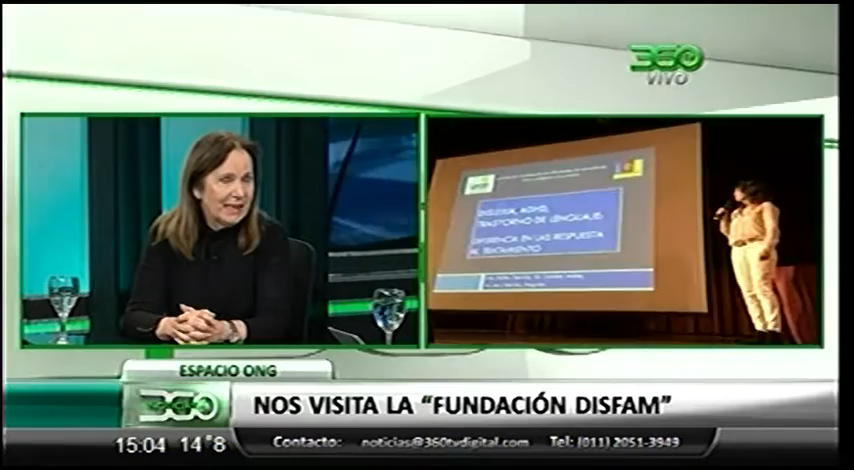 360
VIVO
DISLEXIA, ADHD,
TRASTORNO DE LENGUAJE:
DIFERENCIA EN LAS RESPUESTA
AL TRATAMIENTO
ESPACIO ONG
360
NOS VISITA LA “FUNDACIÓN DISFAM”
15:04 14°8 Contacto: noticias@360tvdigital.com Tel: (011) 2051-3949